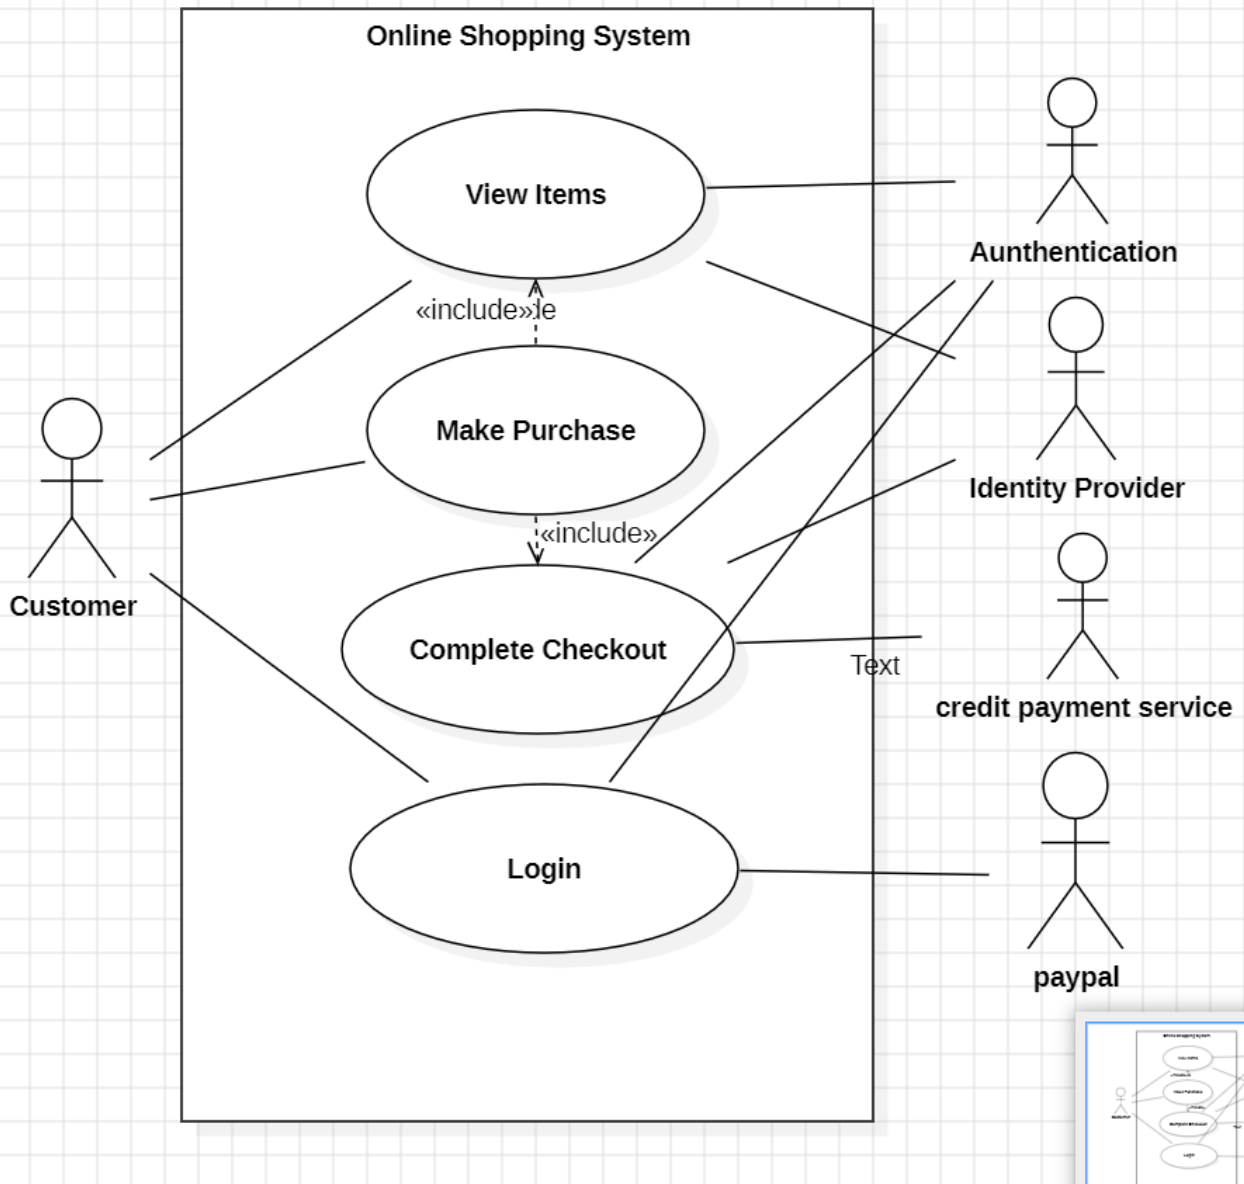 Online Shopping System
View Items
Aunthentication
«include»le
Make Purchase
Identity Provider
«include»
Customer
Complete Checkout
Text
credit payment service
Login
paypal